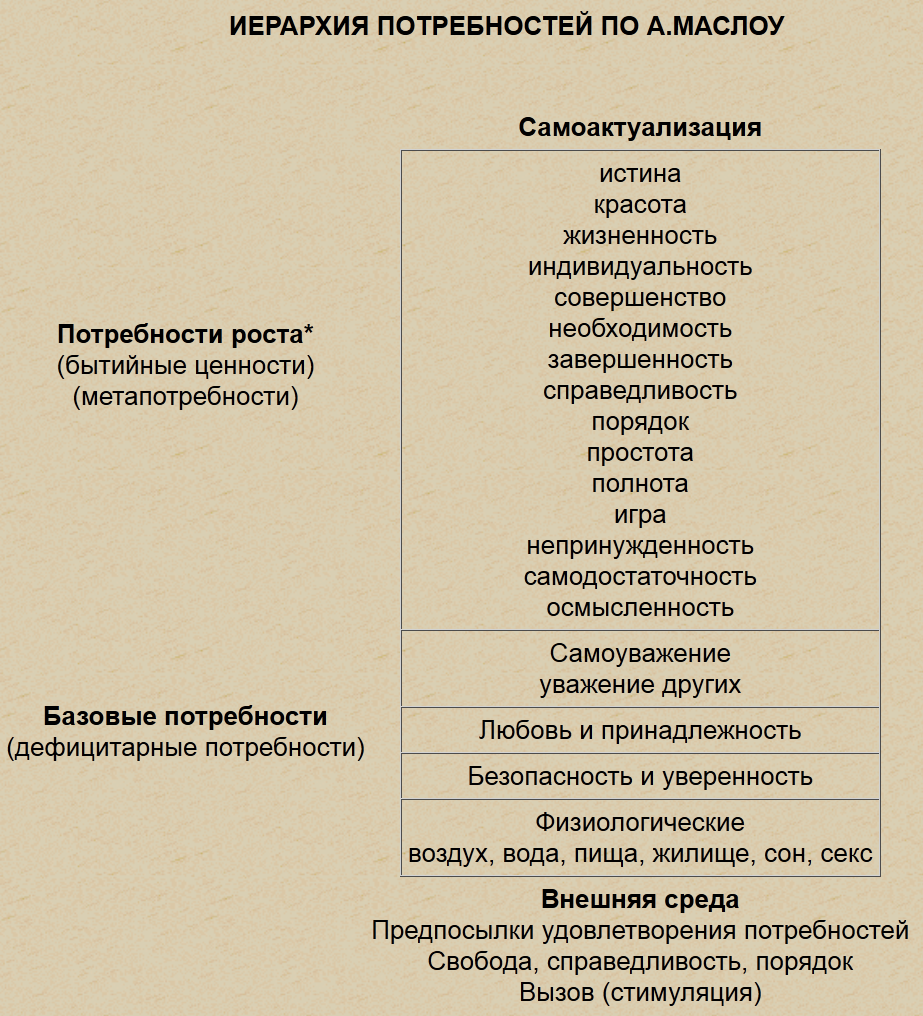 ИЕРАРХИЯ ПОТРЕБНОСТЕЙ ПО А.МАСЛОУ
Самоактуализация
истина
красота
жизненность
индивидуальность
совершенство
необходимость
завершенность
справедливость
порядок
простота
полнота
игра
непринужденность
самодостаточность
осмысленность
Потребности роста*
(бытийные ценности)
(метапотребности)
Самоуважение
уважение других
Любовь и принадлежность
Безопасность и уверенность
Физиологические
воздух, вода, пища, жилище, сон, секс
Базовые потребности
(дефицитарные потребности)
Внешняя среда
Предпосылки удовлетворения потребностей
Свобода, справедливость, порядок
Вызов (стимуляция)